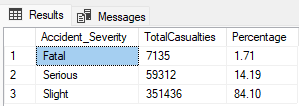 Results Messages
Accident_Severity TotalCasualties Percentage
1 Fatal 7135 1.71
2 Serious 59312 14.19
3 Slight 351436 84.10